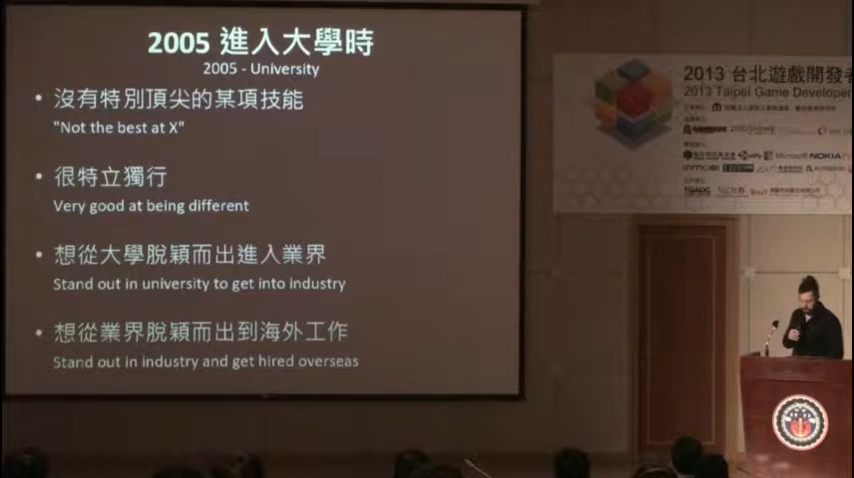 2005 進入大學時
2005 - University
• 沒有特別頂尖的某項技能
"Not the best at X"
• 很特立獨行
Very good at being different
• 想從大學脫穎而出進入業界
Stand out in university to get into industry
• 想從業界脫穎而出到海外工作
Stand out in industry and get hired overseas
2013 台北遊戲開發者
2013 Taipei Game Developer
unity Microsoft NOKIA